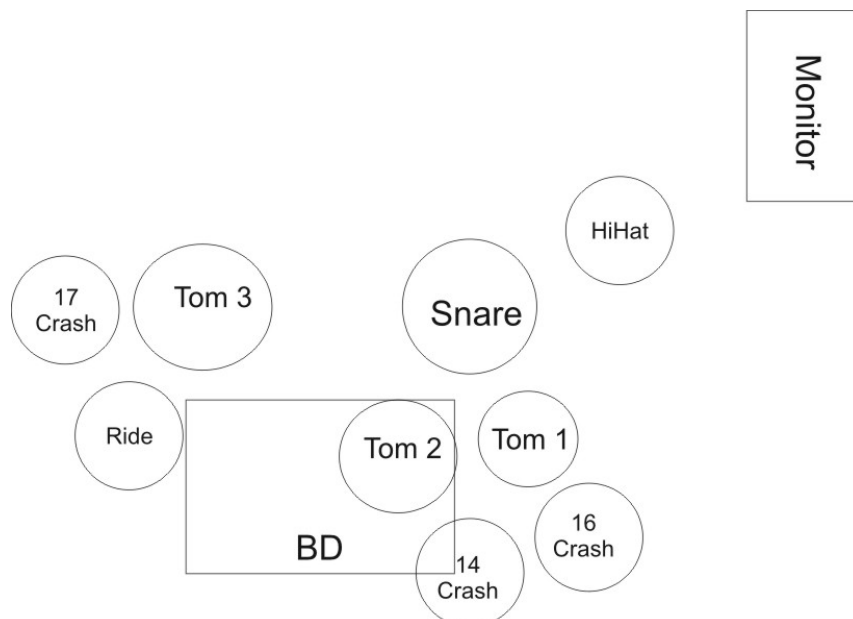 Monitor
HiHat
17
Crash
Tom 3
Snare
Ride
Tom 2
Tom 1
BD
14
Crash
16
Crash